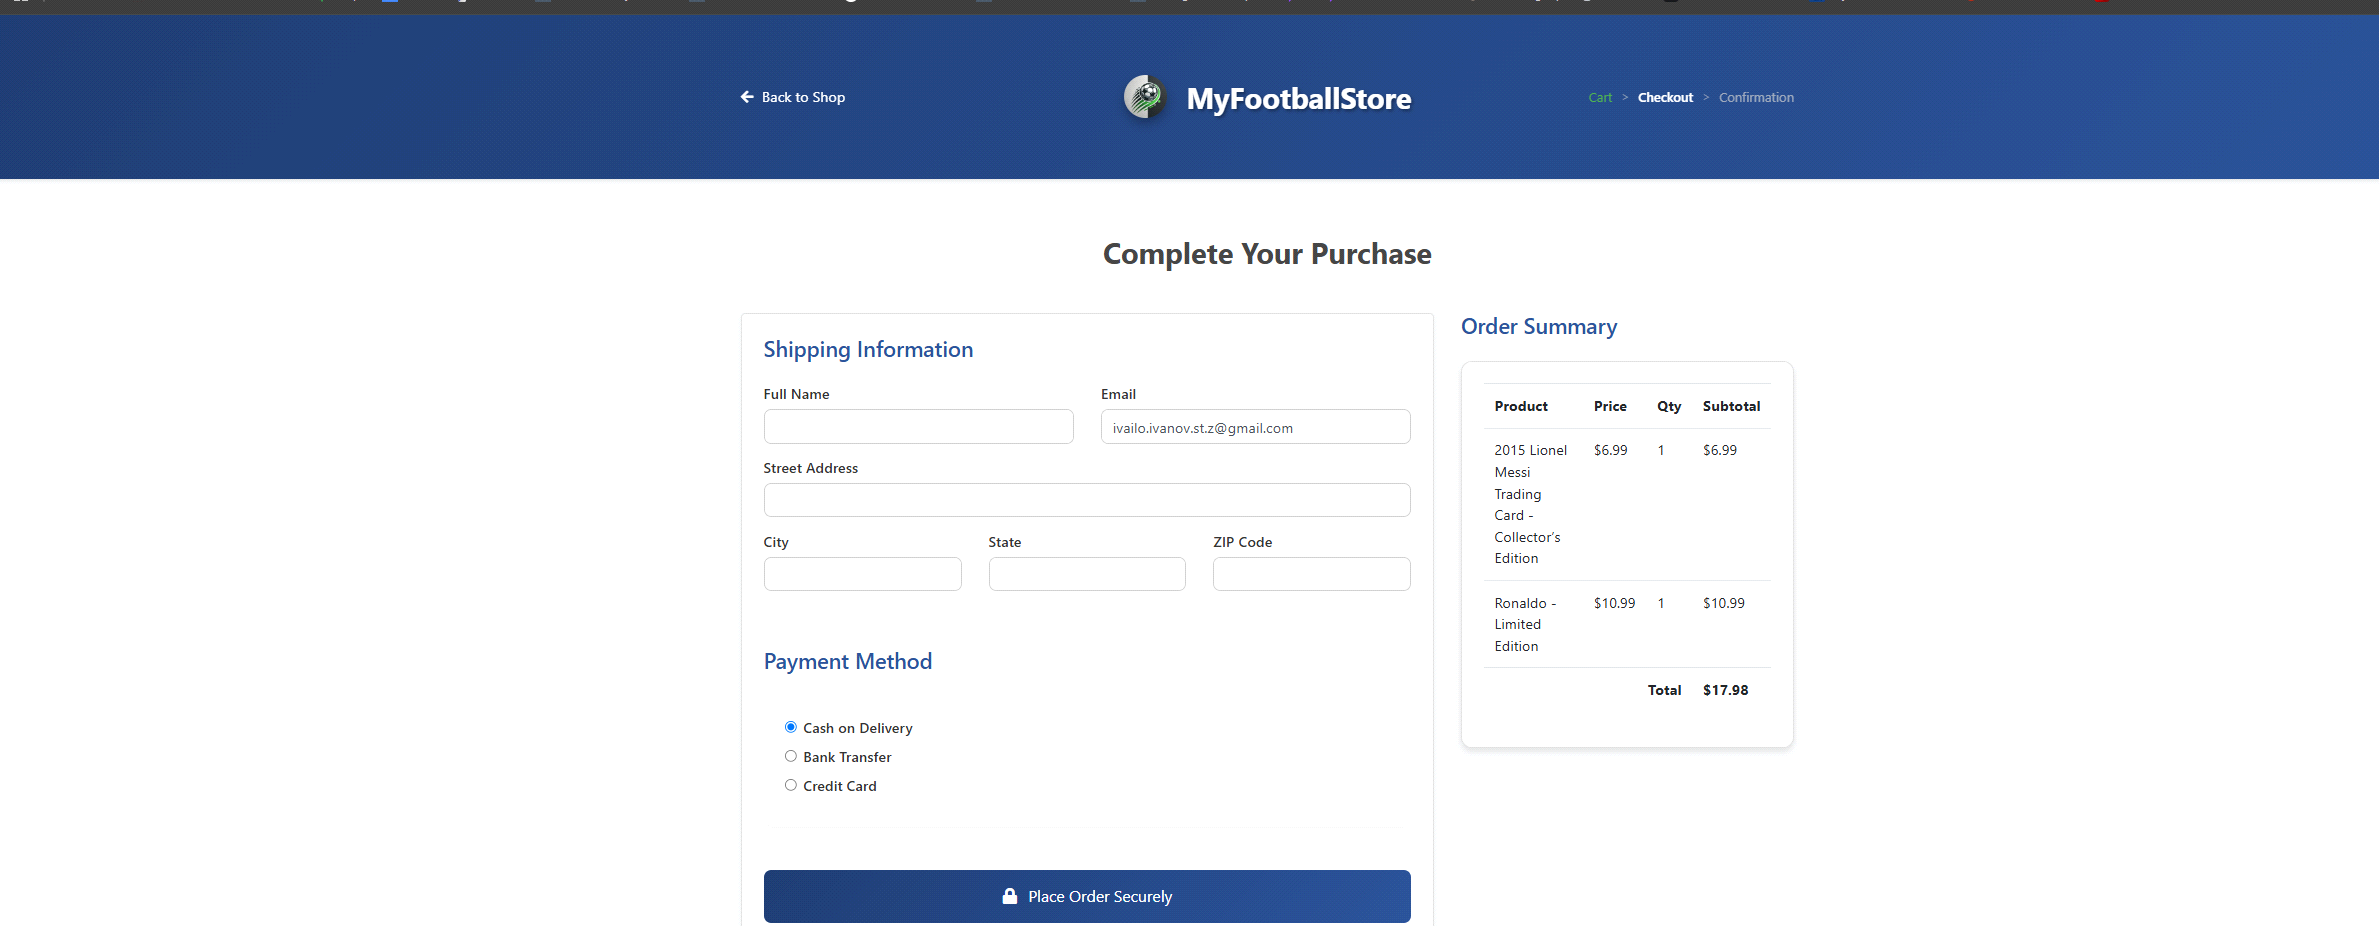 Back to Shop
MyFootballStore
Cart > Checkout > Confirmation
Complete Your Purchase
Shipping Information
Full Name
Email
ivailo.ivanov.st.z@gmail.com
Street Address
City
State
ZIP Code
Payment Method
Cash on Delivery
Bank Transfer
Credit Card
Place Order Securely
Order Summary
Product Price Qty Subtotal
2015 Lionel $6.99 1 $6.99
Messi
Trading
Card -
Collector’s
Edition
Ronaldo - $10.99 1 $10.99
Limited
Edition
Total $17.98